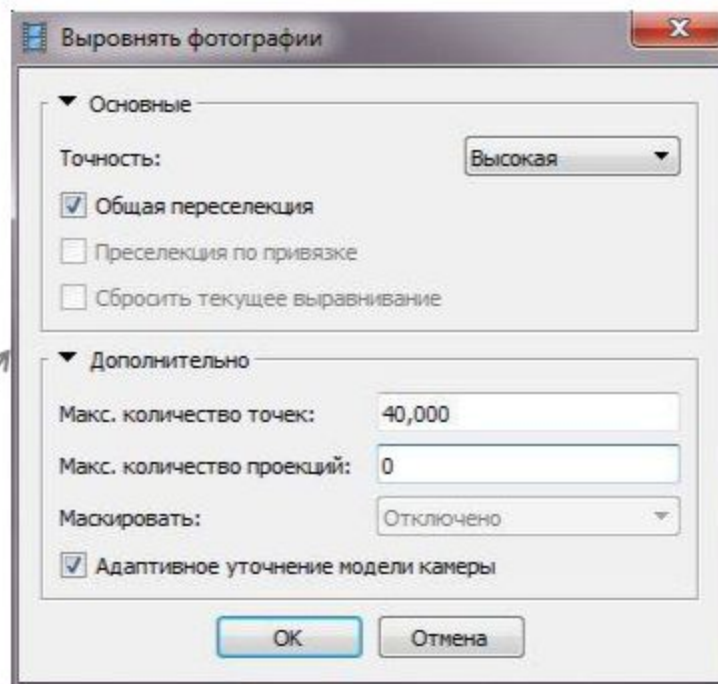 Выровнять фотографии
Основные
Точность: Высокая
Общая переселекция
Преселекция по привязке
Сбросить текущее выравнивание
Дополнительно
Макс. количество точек: 40,000
Макс. количество проекций: 0
Маскировать: Отключено
Адаптивное уточнение модели камеры
OK Отмена